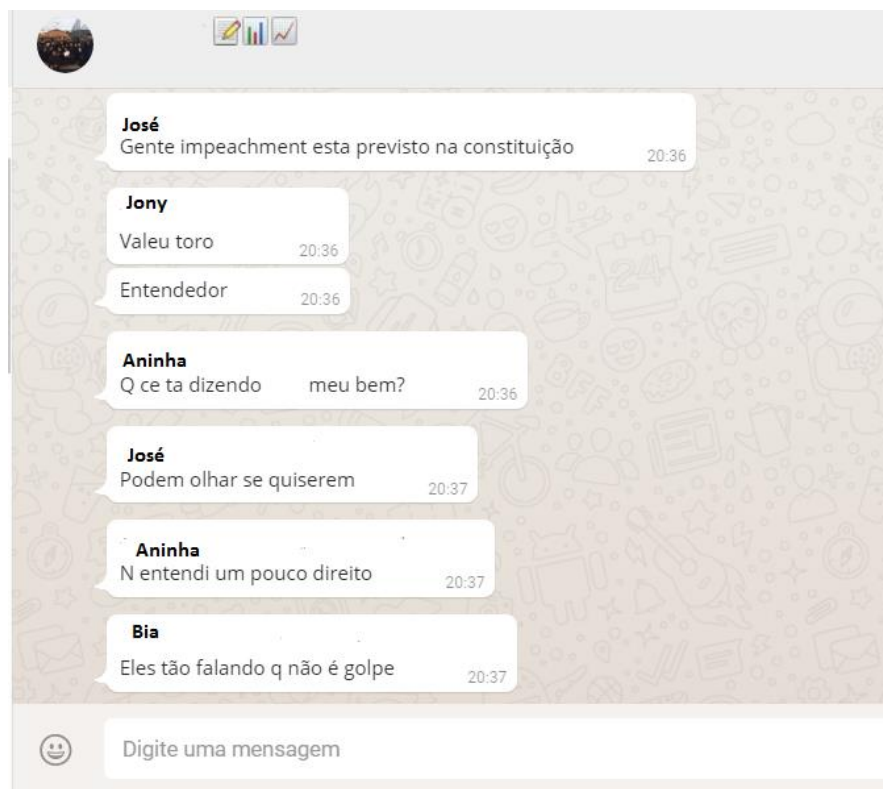 José
Gente impeachment esta previsto na constituição
20:36
Jony
Valeu toro
20:36
Entendedor
20:36
Aninha
Q ce ta dizendo meu bem?
20:36
José
Podem olhar se quiserem
20:37
Aninha
N entendi um pouco direito
20:37
Bia
Eles tão falando q não é golpe
20:37
Digite uma mensagem